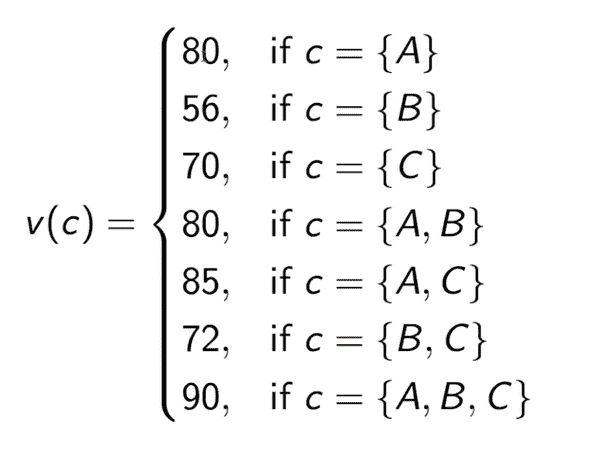 80, if c = {A}
56, if c = {B}
70, if c = {C}
v(c) = { 80, if c = {A, B}
85, if c = {A, C}
72, if c = {B, C}
90, if c = {A, B, C}